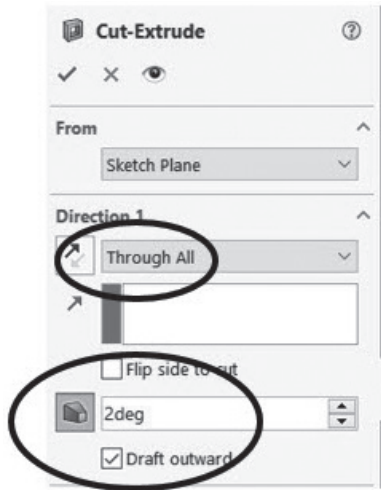 Cut-Extrude
From
Sketch Plane
Direction 1
Through All
Flip side to cut
2deg
Draft outward